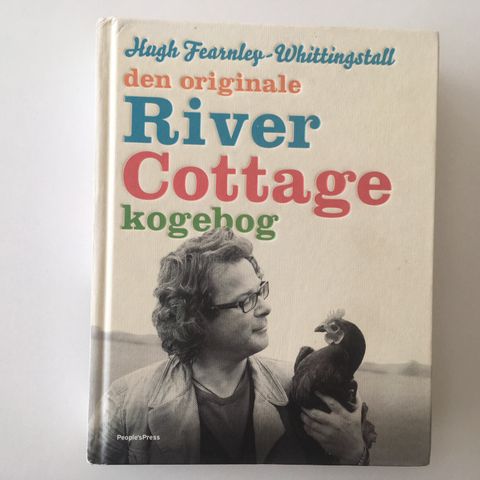 Hugh Fearnley-Whittingstall
den originale
River
Cottage
kogebog
People'sPress